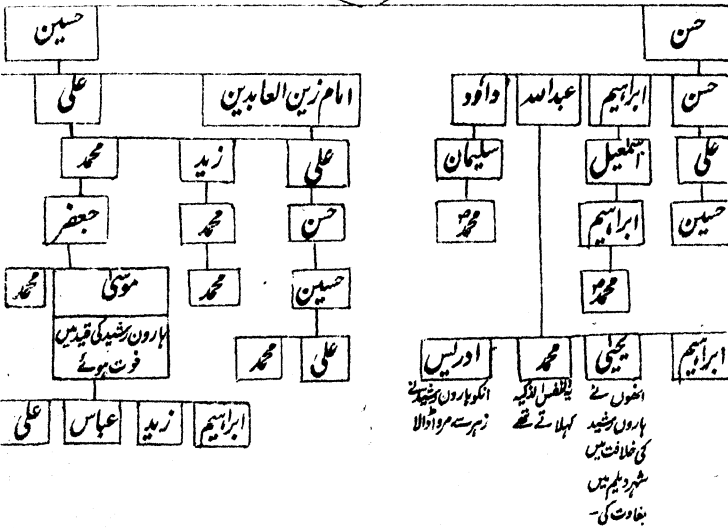 حسن
حسین
حسن
ابراہیم
عبداللہ
داؤد
امام زین العابدین
علی
علی
اسمٰعیل
سلیمان
علی
زید
محمد
حسین
ابراہیم
محمدؐ
حسن
محمد
جعفر
محمدؐ
حسین
محمد
موسیٰ
ہارون رشید کی قید میں
فوت ہوئے
محمد
ابراہیم
یحییٰ
انھوں نے
ہارون رشید
کی خلافت میں
شہر دیلم میں
بغاوت کی۔
محمد
نفس الذکیہ
کہلاتے تھے
ادریس
انکو ہارون رشید نے
زہر سے مروا ڈالا
علی
محمد
ابراہیم
زید
عباس
علی